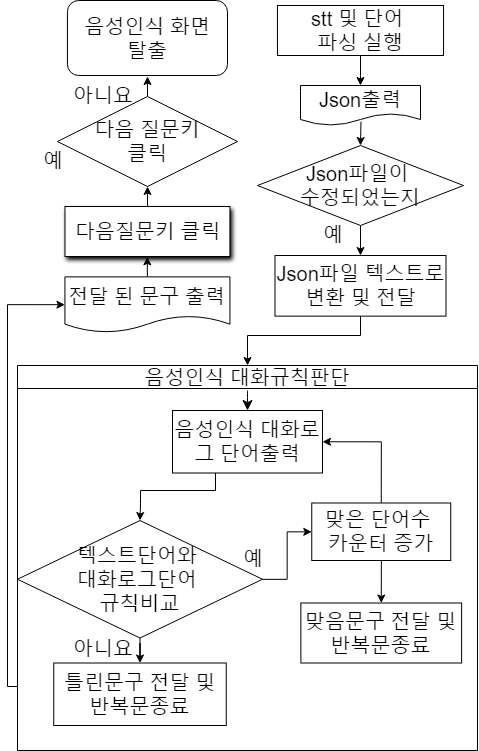 음성인식 화면
탈출
아니요
다음 질문키
클릭
예
다음질문키 클릭
전달 된 문구 출력
stt 및 단어
파싱 실행
Json출력
Json파일이
수정되었는지
예
Json파일 텍스트로
변환 및 전달
음성인식 대화규칙판단
음성인식 대화로
그 단어출력
텍스트단어와
대화로그단어
규칙비교
예
맞은 단어수
카운터 증가
맞음문구 전달 및
반복문종료
아니요
틀린문구 전달 및
반복문종료